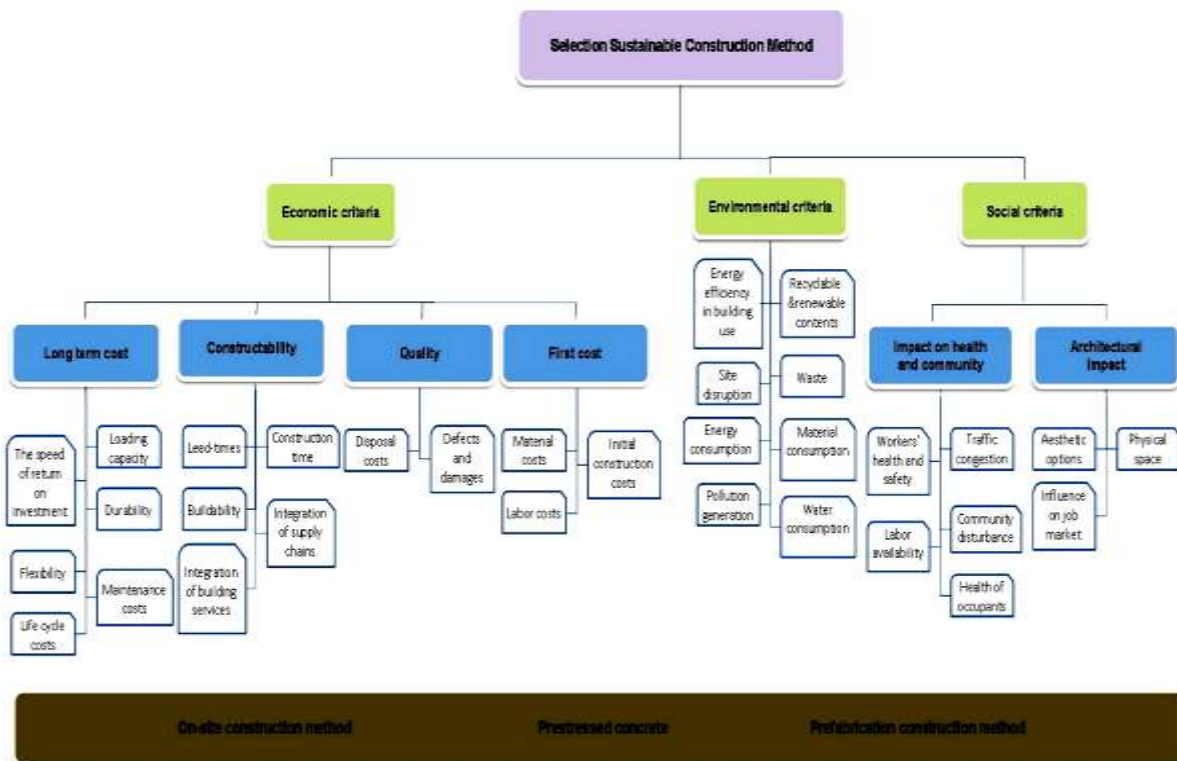 Selection Sustainable Construction Method
Economic criteria
Environmental criteria
Social criteria
Energy
efficiency
in building
use
Recyclable
&renewable
contents
Long term cost
Constructability
Quality
First cost
Site
disruption
Waste
Impact on health
and community
Architectural
impact
The speed
of return
on
investment
Loading
capacity
Durability
Flexibility
Maintenance
costs
Life cycle
costs
Lead-times
Construction
time
Buildability
Integration
of supply
chains
Integration
of building
services
Disposal
costs
Defects
and
damages
Material
costs
Initial
construction
costs
Labor costs
Energy
consumption
Material
consumption
Pollution
generation
Water
consumption
Workers'
health and
safety
Traffic
congestion
Labor
availability
Community
disturbance
Health of
occupants
Aesthetic
options
Physical
space
Influence
on job
market
On-site construction method
Prestressed concrete
Prefabrication construction method